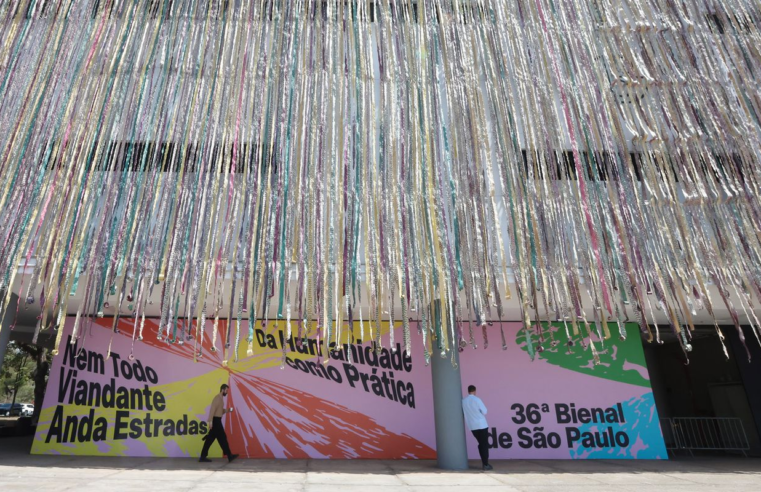 Nem Todo
Viandante
Anda Estradas
Da Humanidade
como Prática
36ª Bienal
de São Paulo